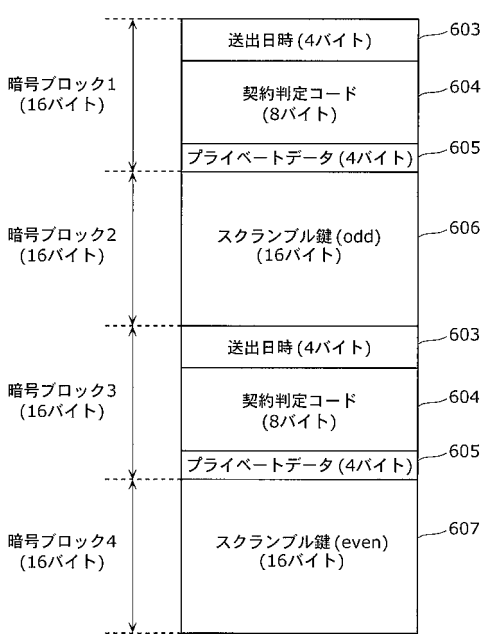 送出日時(4バイト)
603
暗号ブロック1
(16バイト)
契約判定コード
(8バイト)
604
プライベートデータ(4バイト)
605
暗号ブロック2
(16バイト)
スクランブル鍵(odd)
(16バイト)
606
送出日時(4バイト)
603
暗号ブロック3
(16バイト)
契約判定コード
(8バイト)
604
プライベートデータ(4バイト)
605
暗号ブロック4
(16バイト)
スクランブル鍵(even)
(16バイト)
607